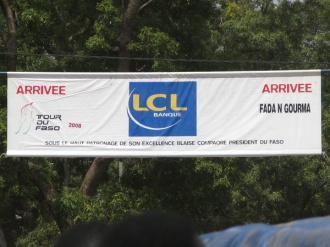 ARRIVEE
TOUR
DU
FASO
2008
LCL
BANQUE
ARRIVEE
FADA N GOURMA
SOUS LE HAUT PATRONAGE DE SON EXCELLENCE BLAISE COMPAORE PRESIDENT DU FASO